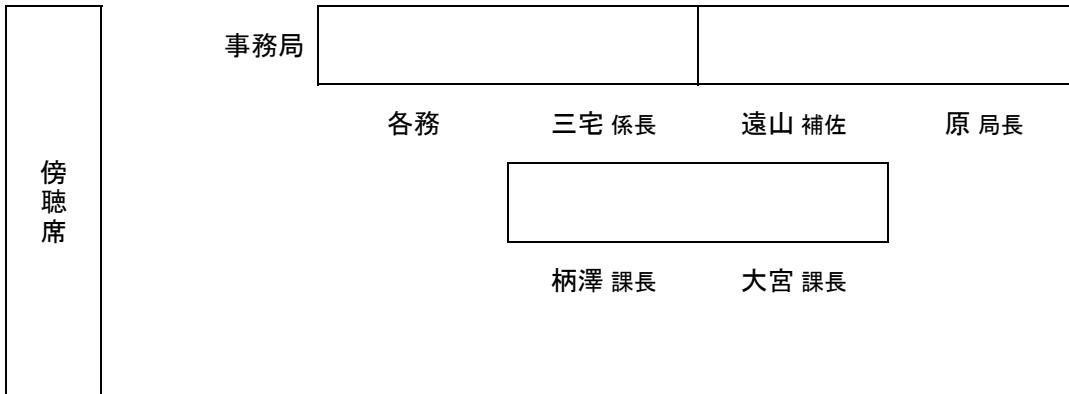 事務局
各務 三宅 係長 遠山 補佐 原 局長
傍聴席
柄澤 課長 大宮 課長